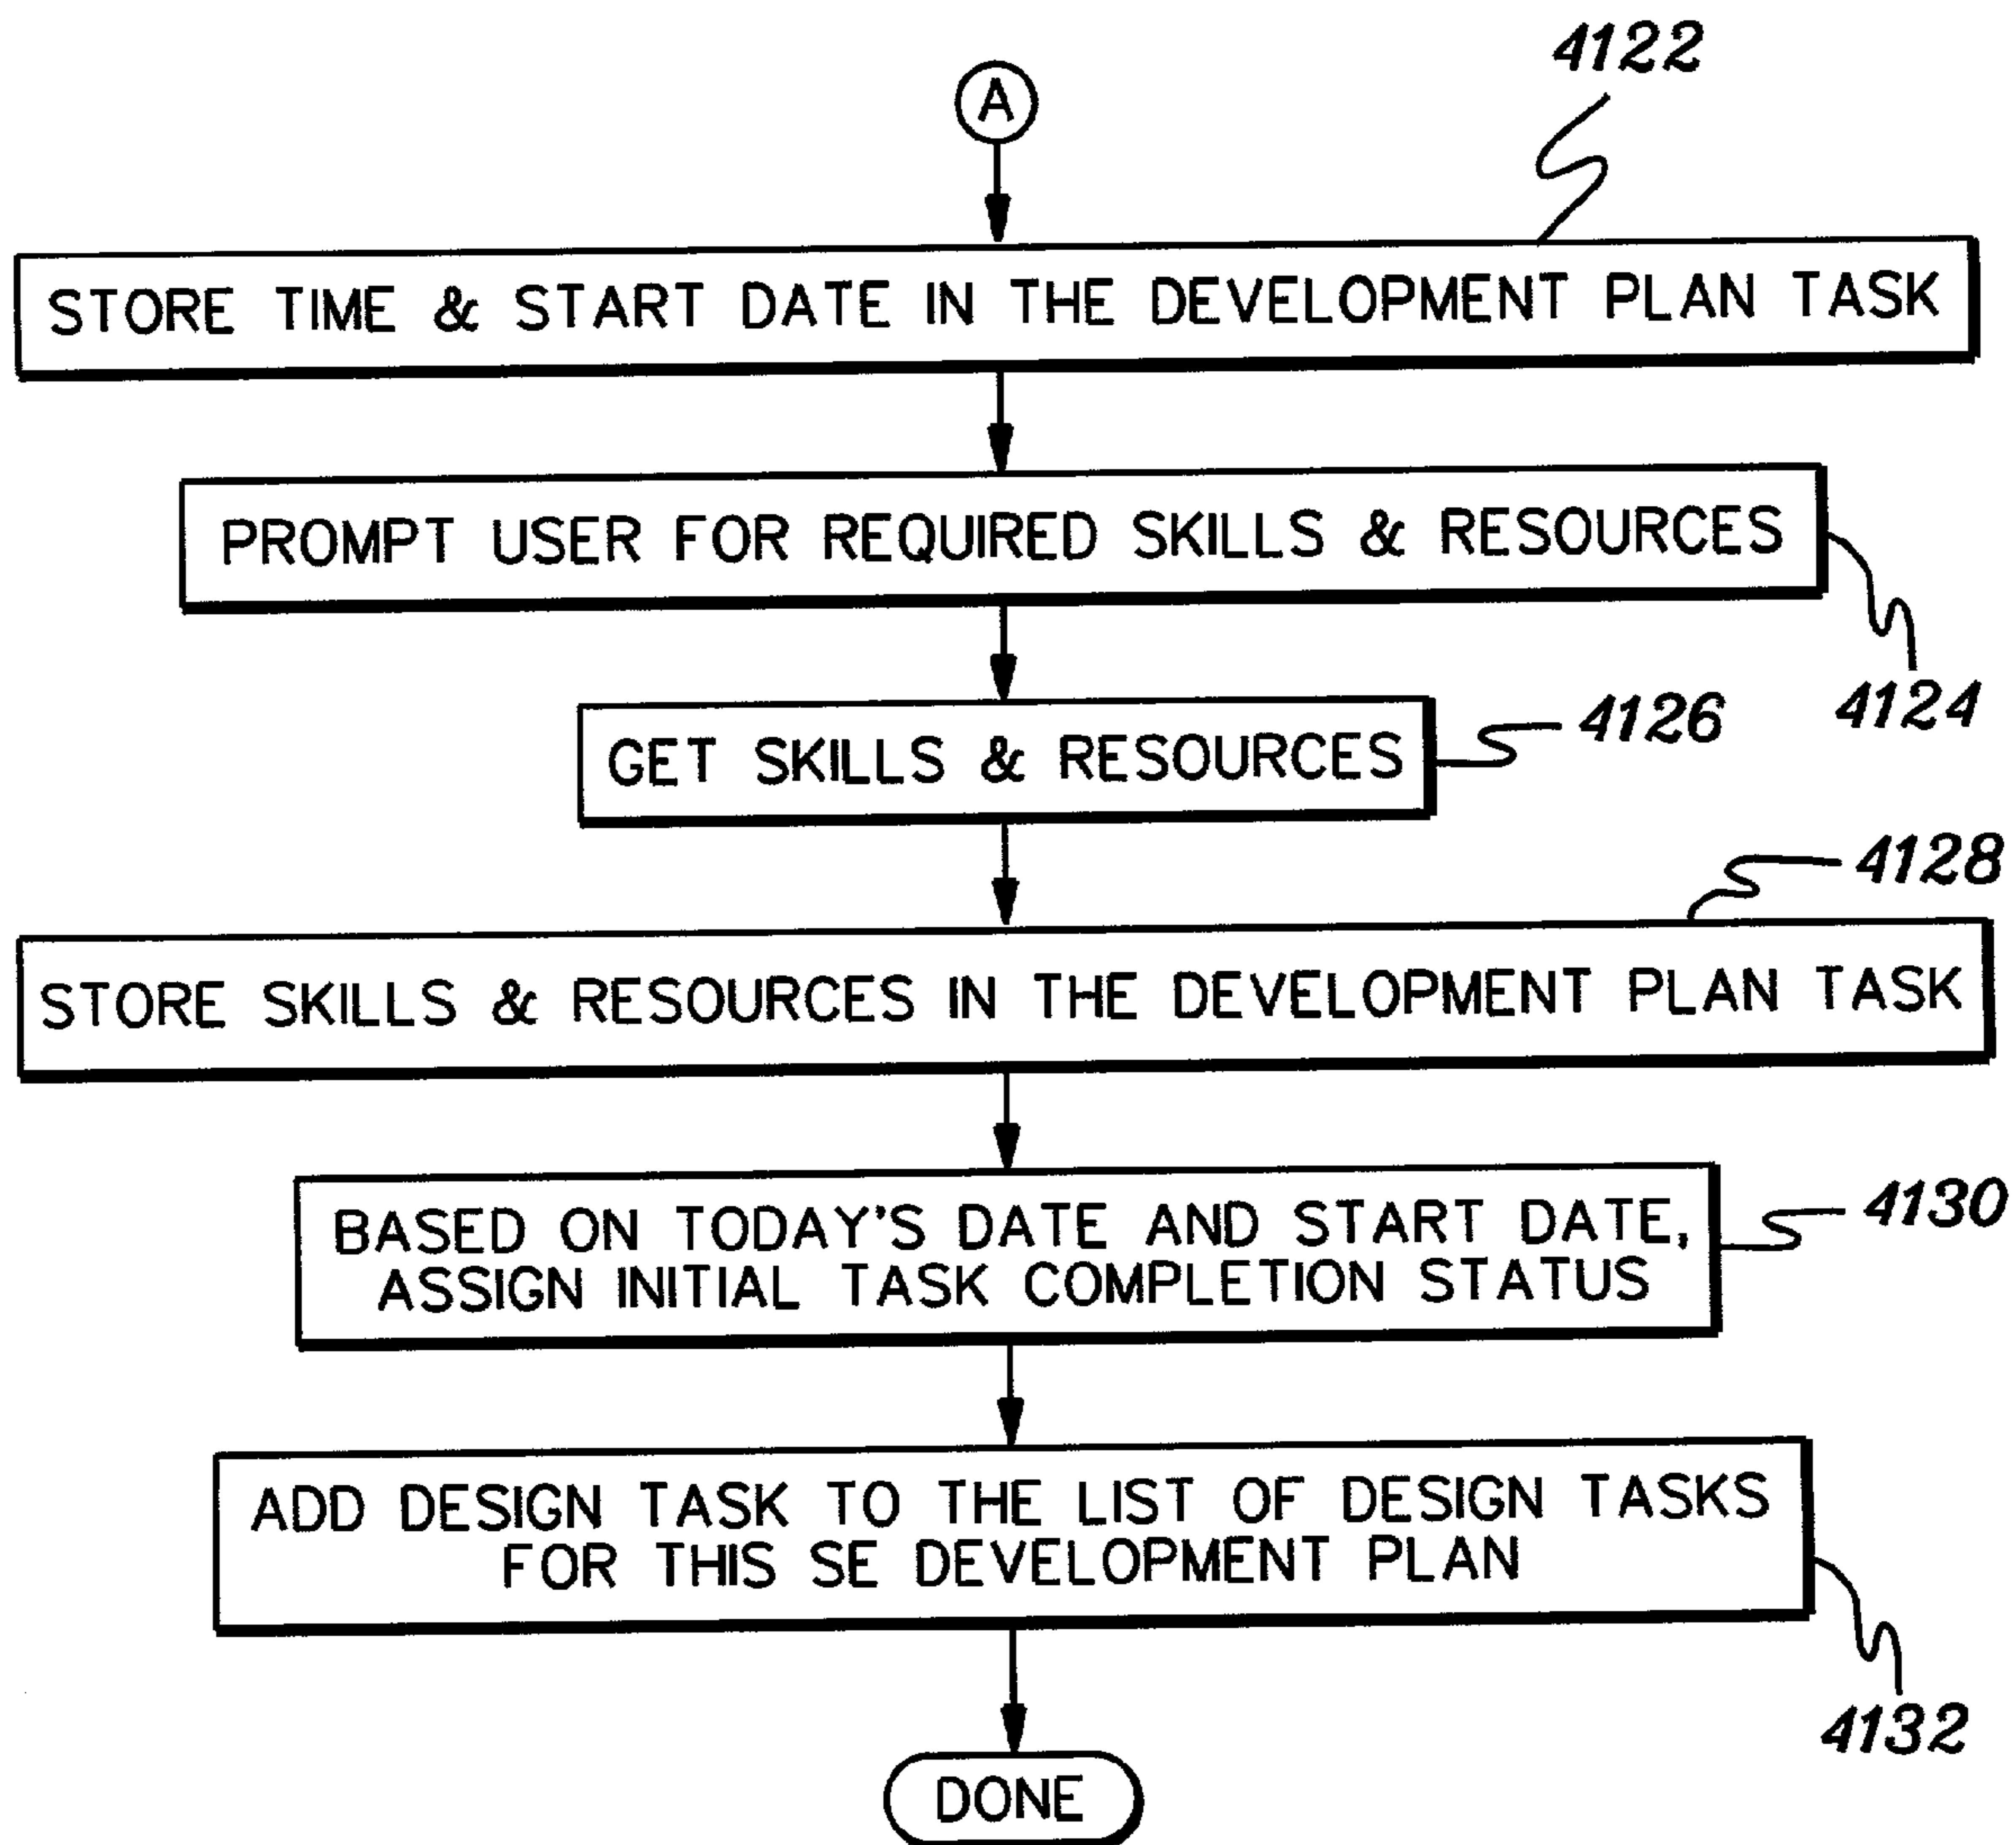 4122
A
STORE TIME & START DATE IN THE DEVELOPMENT PLAN TASK
PROMPT USER FOR REQUIRED SKILLS & RESOURCES
4124
GET SKILLS & RESOURCES
4126
4128
STORE SKILLS & RESOURCES IN THE DEVELOPMENT PLAN TASK
BASED ON TODAY'S DATE AND START DATE,
ASSIGN INITIAL TASK COMPLETION STATUS
4130
ADD DESIGN TASK TO THE LIST OF DESIGN TASKS
FOR THIS SE DEVELOPMENT PLAN
4132
DONE